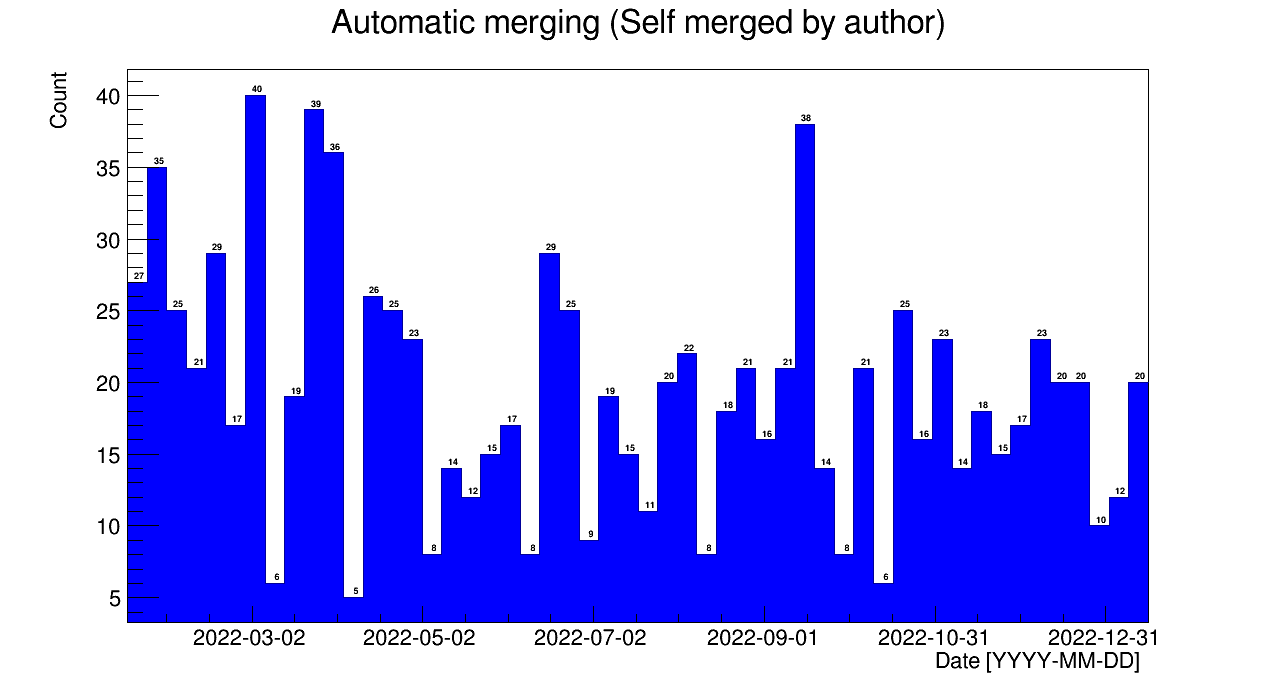 Automatic merging (Self merged by author)
Count
40
35
30
25
20
15
10
5
27 35 25 21 29 17 40 6 19 39 36 5 26 25 23 8 14 12 15 17 8 29 25 9 19 15 11 20 22 8 18 21 16 21 38 14 8 21 6 25 16 23 14 18 15 17 23 20 20 10 12 20
2022-03-02 2022-05-02 2022-07-02 2022-09-01 2022-10-31 2022-12-31
Date [YYYY-MM-DD]